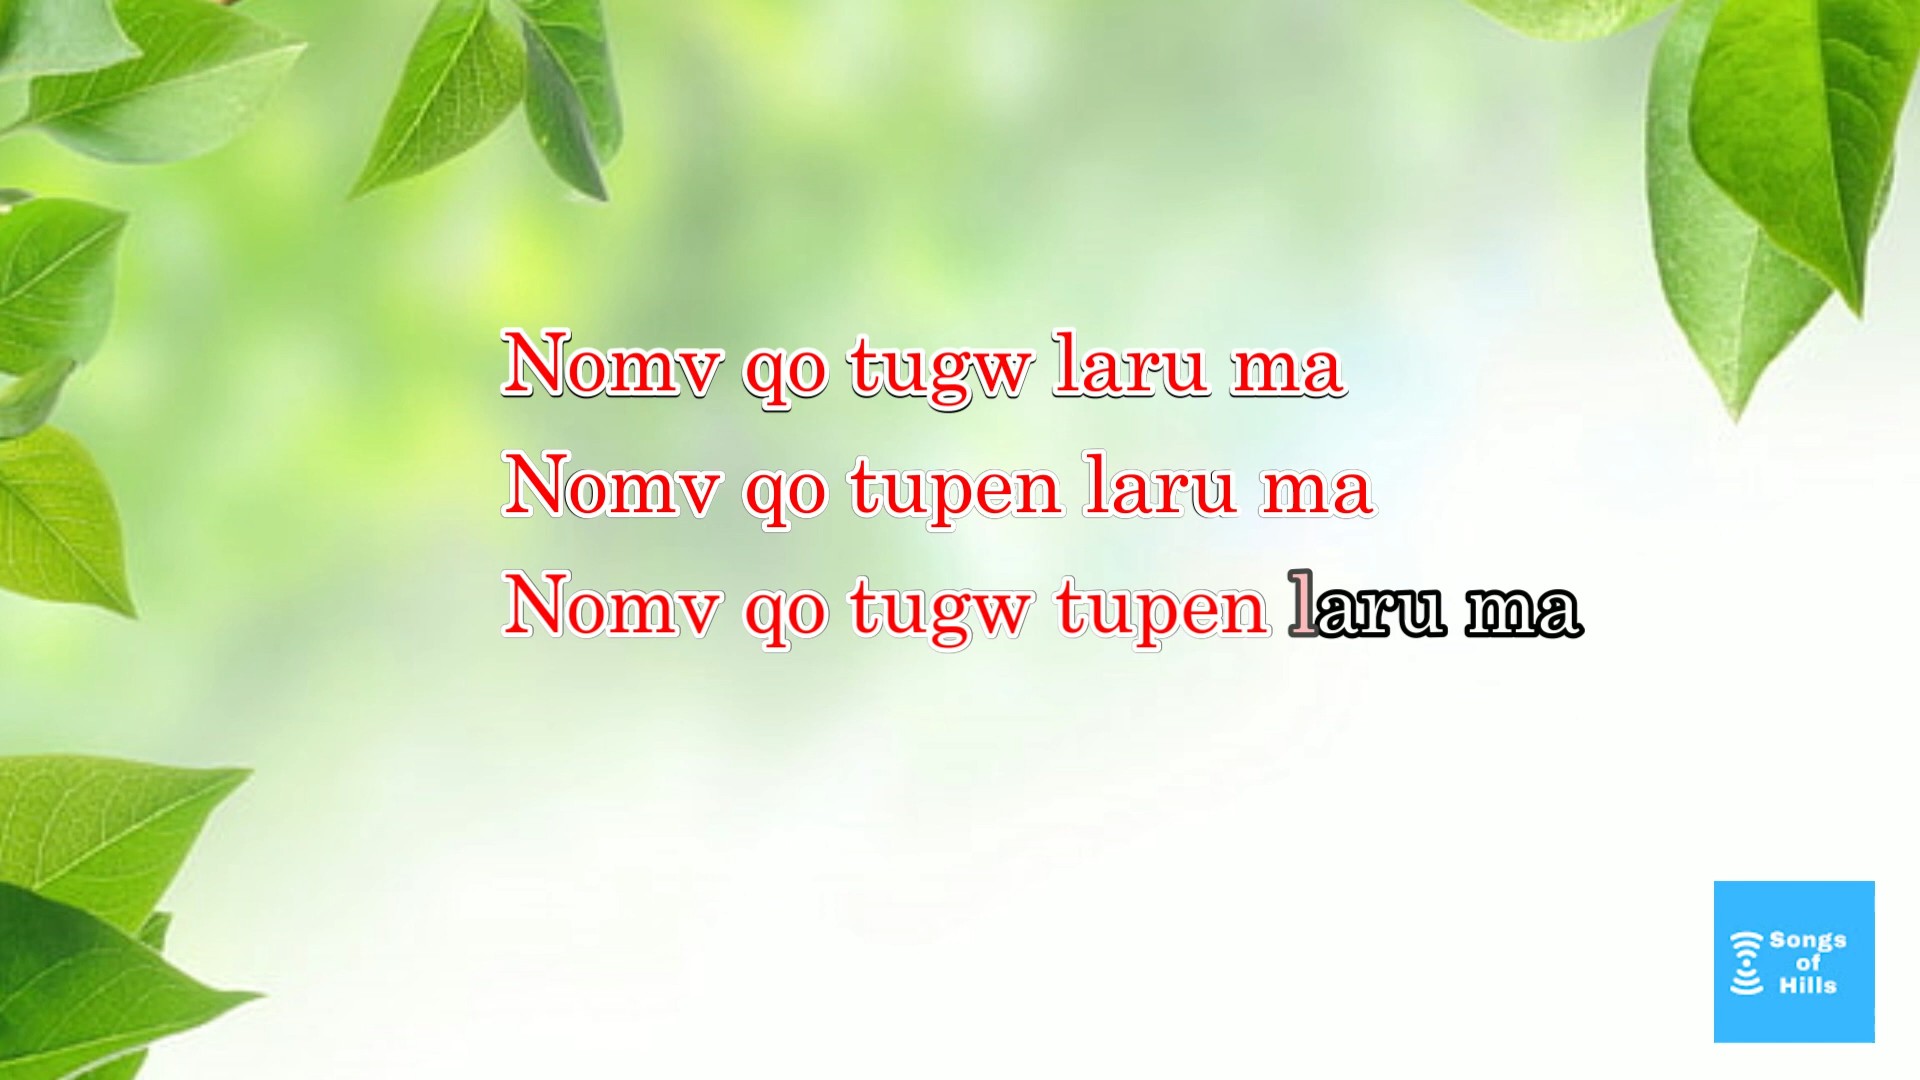 Nomv qo tugw laru ma
Nomv qo tupen laru ma
Nomv qo tugw tupen laru ma
Songs
of
Hills